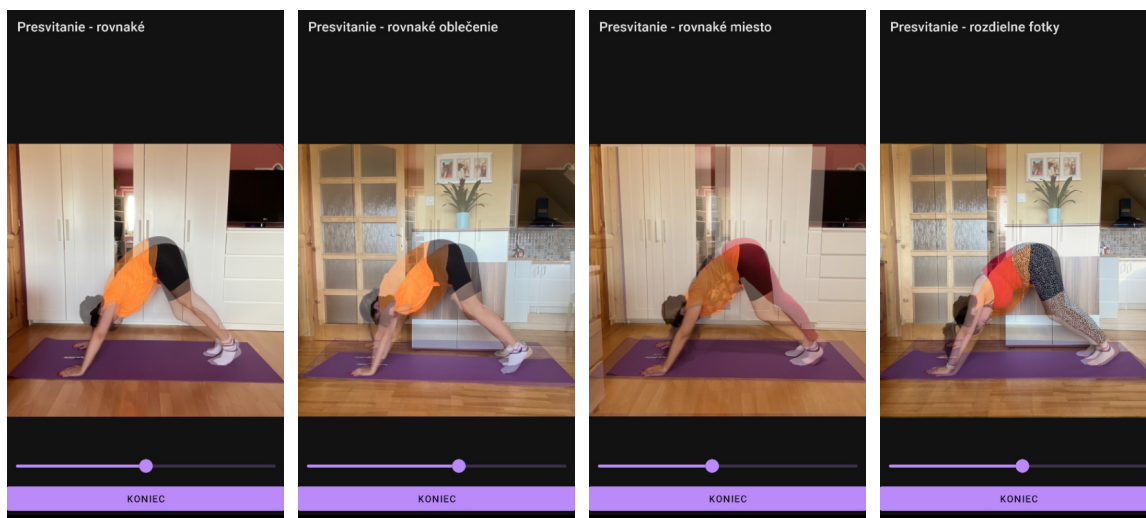 Presvitanie - rovnaké
Presvitanie - rovnaké oblečenie
Presvitanie - rovnaké miesto
Presvitanie - rozdielne fotky
KONIEC
KONIEC
KONIEC
KONIEC